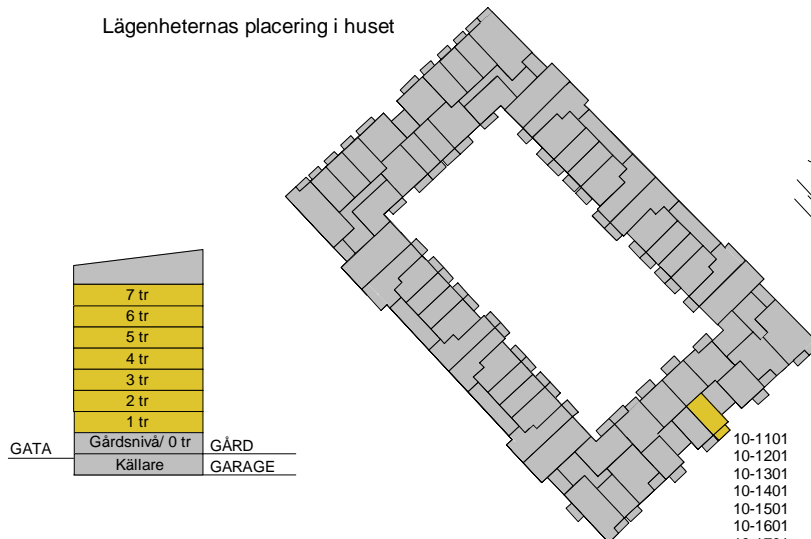 Lägenheternas placering i huset
7 tr
6 tr
5 tr
4 tr
3 tr
2 tr
1 tr
Gårdsnivå/ 0 tr
GATA
GÅRD
Källare
GARAGE
10-1101
10-1201
10-1301
10-1401
10-1501
10-1601